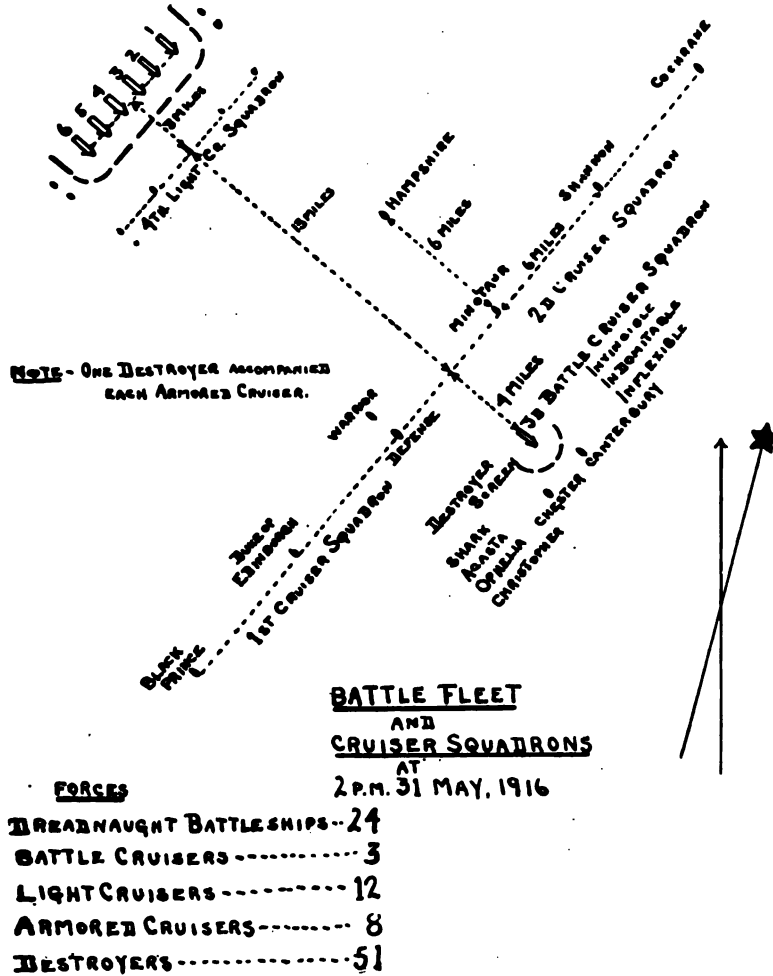 1
2
3
4
5
6
3 MILES
4TH LIGHT CR. SQUADRON
COCHRANE
HAMPSHIRE
6 MILES
13 MILES
SHANNON
6 MILES
MINOTAUR
2D CRUISER SQUADRON
3D BATTLE CRUISER SQUADRON
INVINCIBLE
INDOMITABLE
INFLEXIBLE
4 MILES
NOTE - ONE DESTROYER ACCOMPANIED
EACH ARMORED CRUISER.
WARRIOR
DEFENSE
CANTERBURY
CHESTER
DESTROYER
SCREEN
SHARK
ACASTA
OPHELIA
CHRISTOPHER
DUKE OF
EDINBURGH
1ST CRUISER SQUADRON
BLACK
PRINCE
BATTLE FLEET
AND
CRUISER SQUADRONS
AT
2 P.M. 31 MAY, 1916
FORCES
DREADNAUGHT BATTLESHIPS--24
BATTLE CRUISERS-----------3
LIGHT CRUISERS-----------12
ARMORED CRUISERS--------8
DESTROYERS--------------51